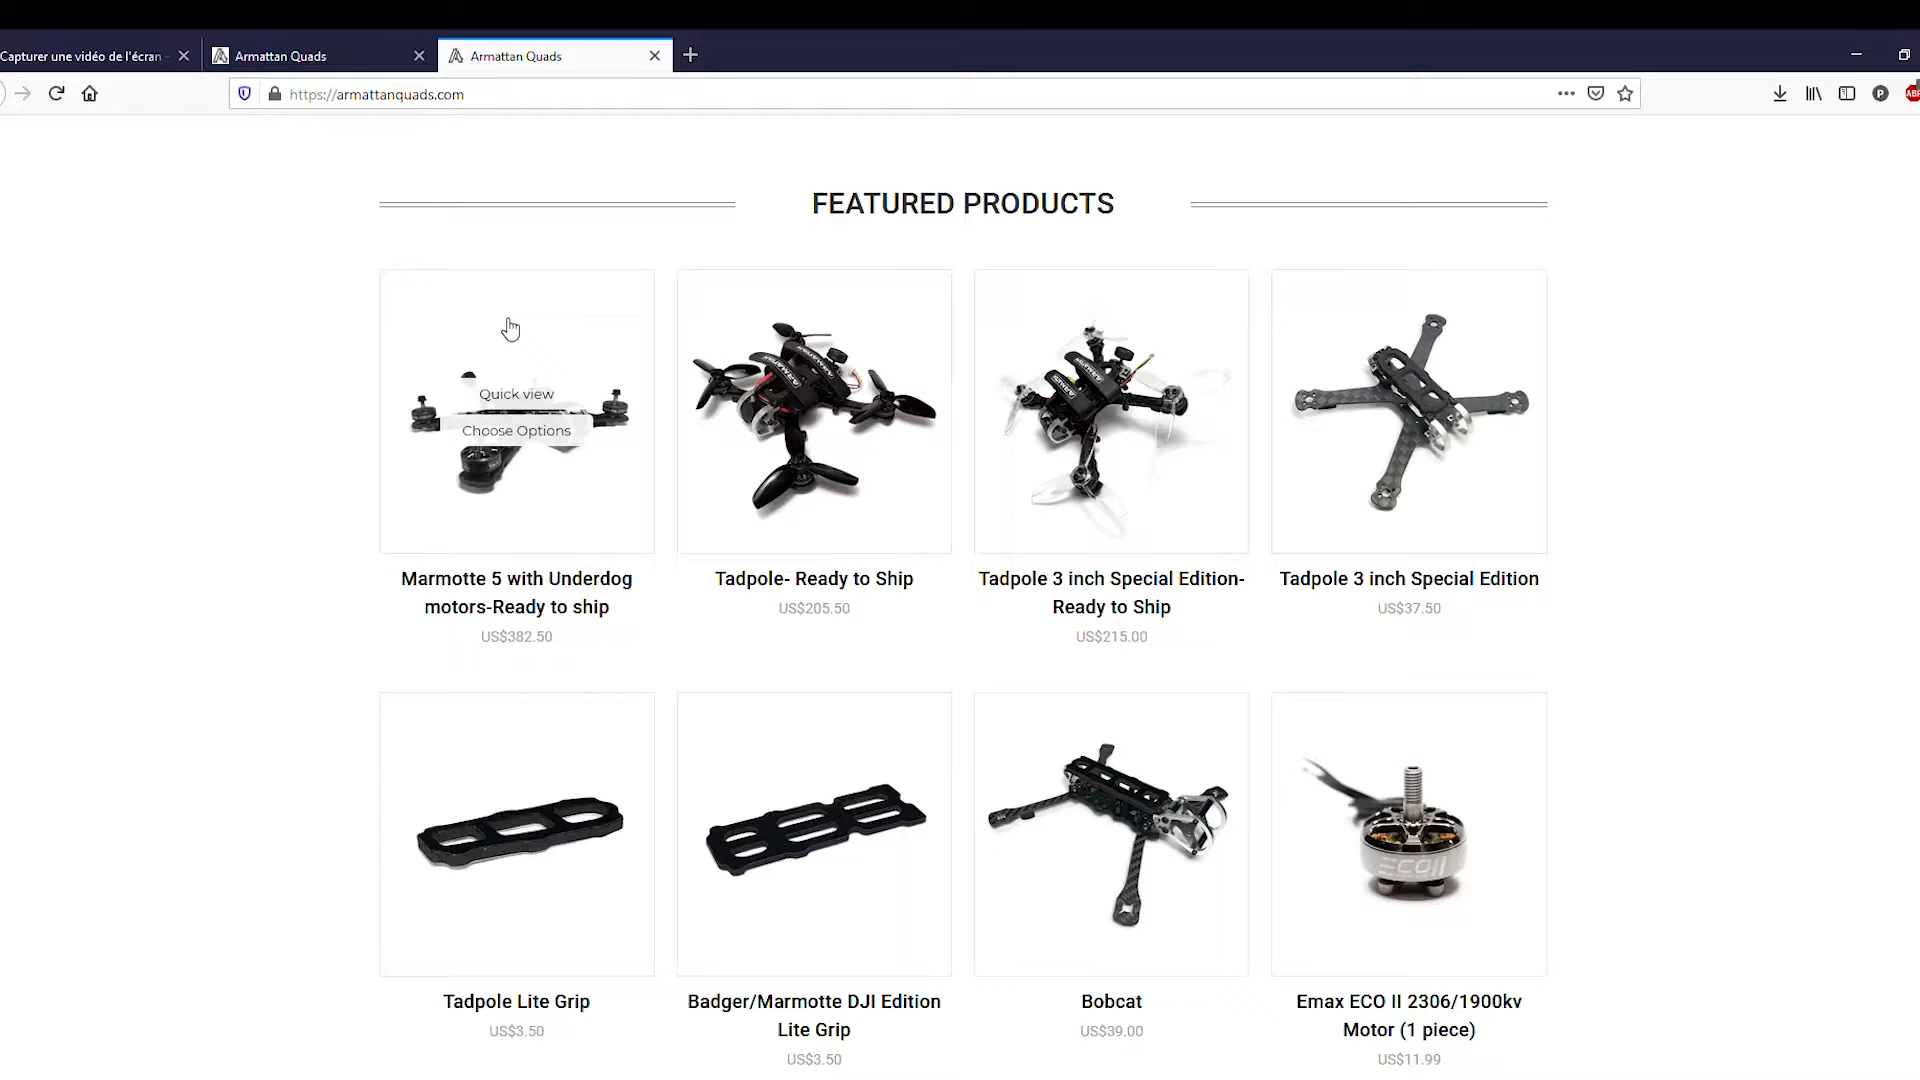 Capturer une vidéo de l'écran
Armattan Quads
Armattan Quads
https://armattanquads.com
FEATURED PRODUCTS
Quick view
Choose Options
Marmotte 5 with Underdog
motors-Ready to ship
US$382.50
Tadpole- Ready to Ship
US$205.50
Tadpole 3 inch Special Edition-
Ready to Ship
US$215.00
Tadpole 3 inch Special Edition
US$37.50
Tadpole Lite Grip
US$3.50
Badger/Marmotte DJI Edition
Lite Grip
US$3.50
Bobcat
US$39.00
ECO II
Emax ECO II 2306/1900kv
Motor (1 piece)
US$11.99